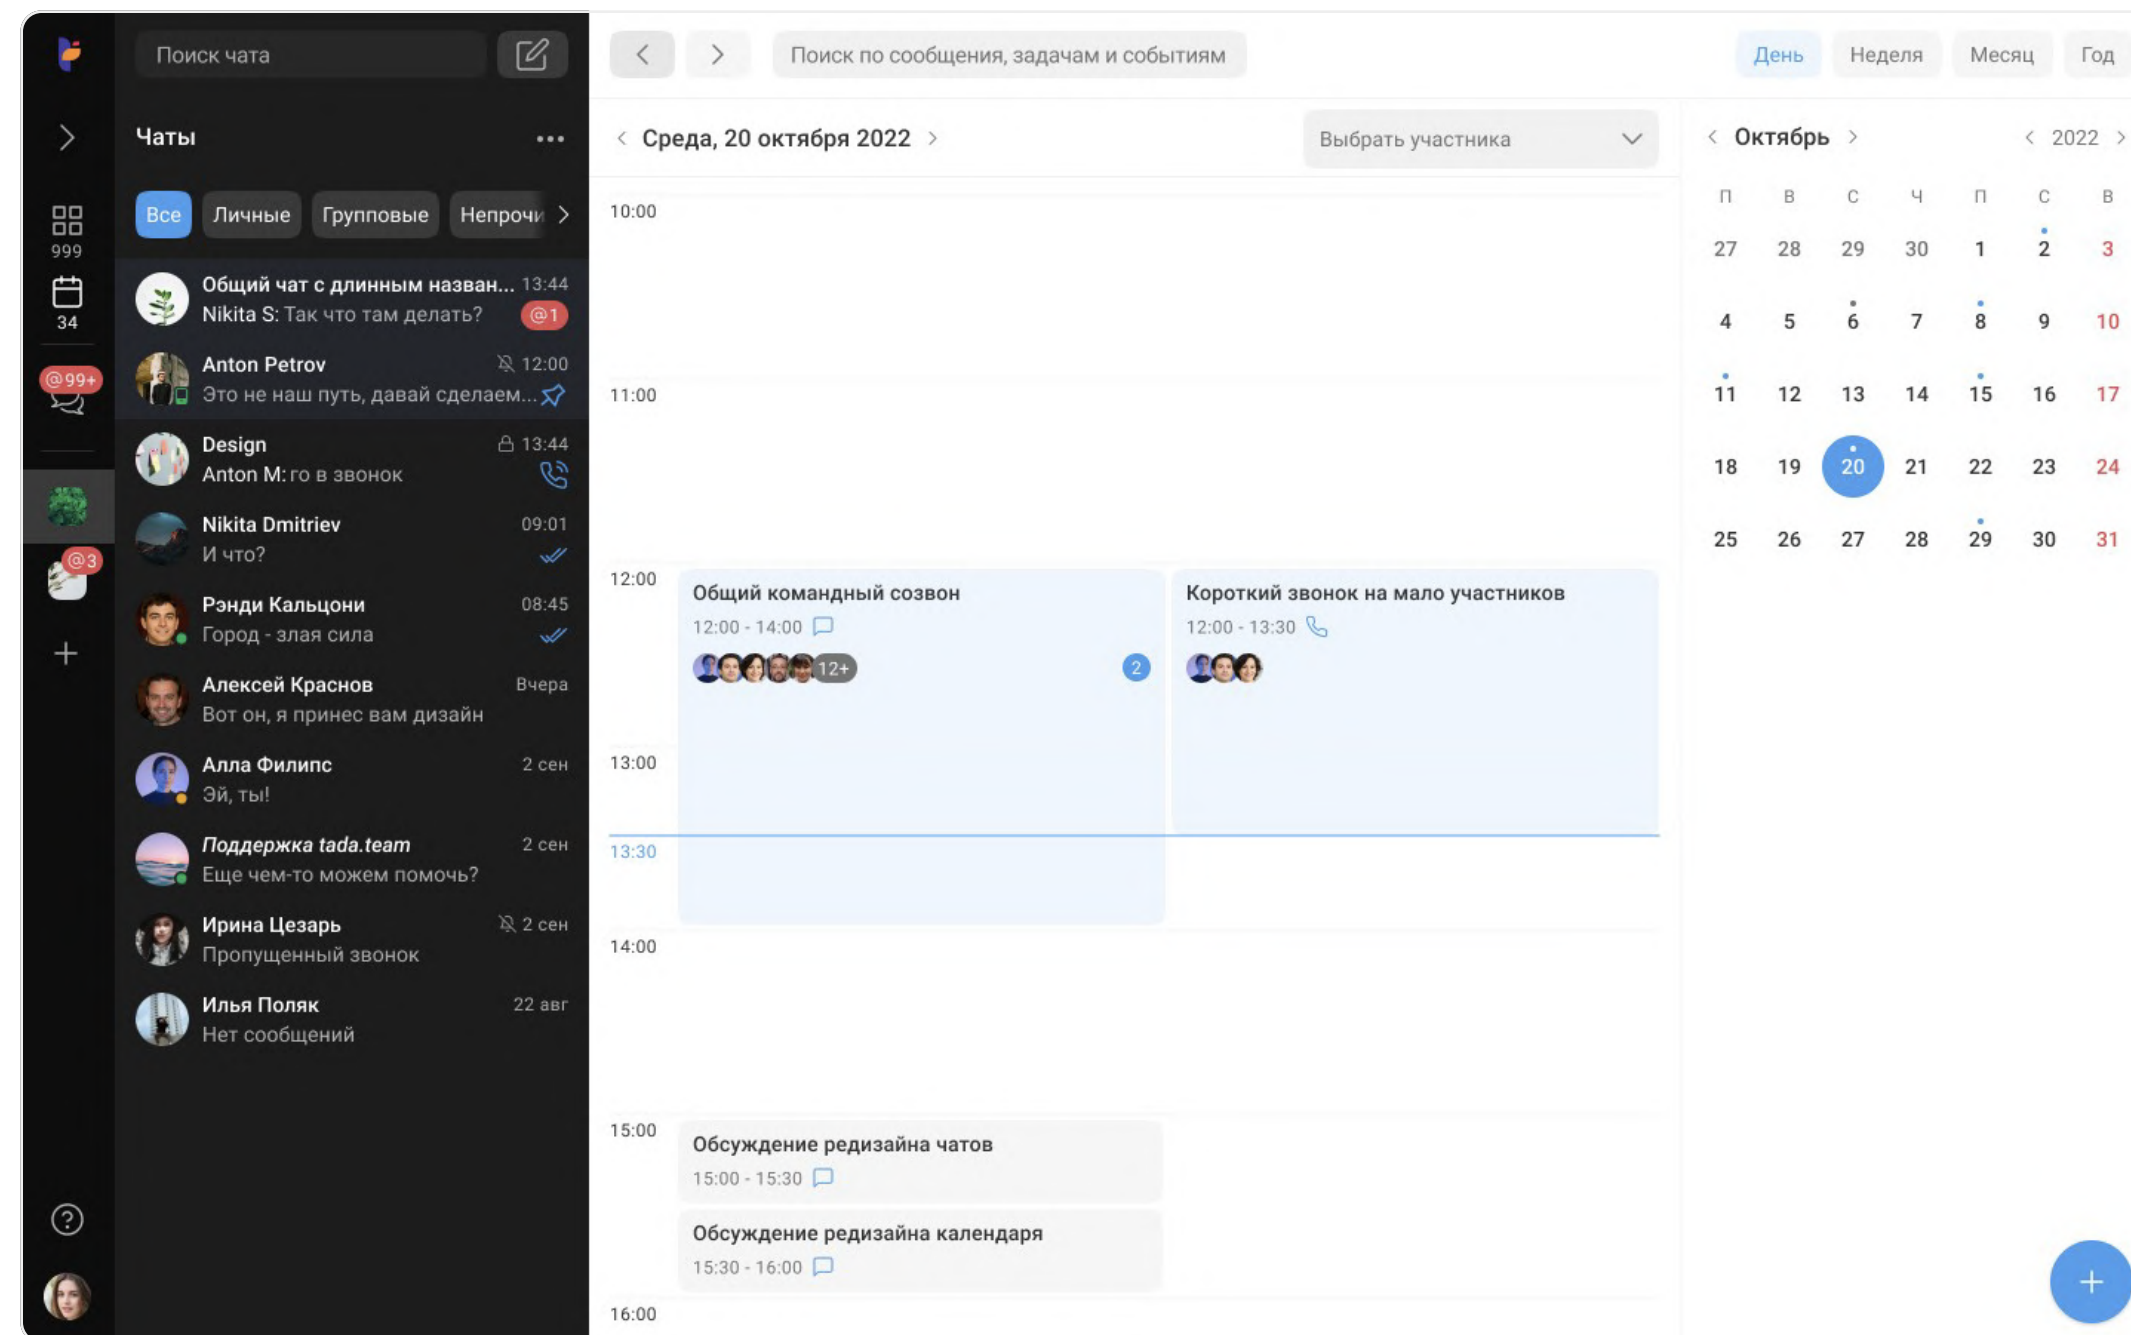 Поиск чата
Чаты
Все Личные Групповые Непрочи
999
34
@99+
@3
Общий чат с длинным назван... 13:44
Nikita S: Так что там делать? @1
Anton Petrov 12:00
Это не наш путь, давай сделаем...
Design 13:44
Anton M: го в звонок
Nikita Dmitriev 09:01
И что?
Рэнди Кальцони 08:45
Город - злая сила
Алексей Краснов Вчера
Вот он, я принес вам дизайн
Алла Филипс 2 сен
Эй, ты!
Поддержка tada.team 2 сен
Еще чем-то можем помочь?
Ирина Цезарь 2 сен
Пропущенный звонок
Илья Поляк 22 авг
Нет сообщений
Поиск по сообщения, задачам и событиям
День Неделя Месяц Год
Среда, 20 октября 2022
Выбрать участника
10:00
11:00
12:00
Общий командный созвон
12:00 - 14:00
12+
2
Короткий звонок на мало участников
12:00 - 13:30
13:00
13:30
14:00
15:00
Обсуждение редизайна чатов
15:00 - 15:30
Обсуждение редизайна календаря
15:30 - 16:00
16:00
Октябрь 2022
П В С Ч П С В
27 28 29 30 1 2 3
4 5 6 7 8 9 10
11 12 13 14 15 16 17
18 19 20 21 22 23 24
25 26 27 28 29 30 31